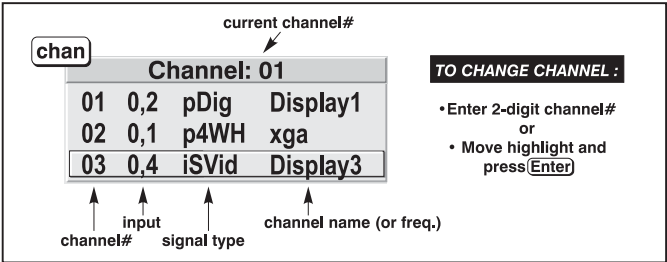 current channel#
chan
Channel: 01
01 0,2 pDig Display1
02 0,1 p4WH xga
03 0,4 iSVid Display3
channel#
input
signal type
channel name (or freq.)
TO CHANGE CHANNEL :
•Enter 2-digit channel#
or
• Move highlight and
press Enter